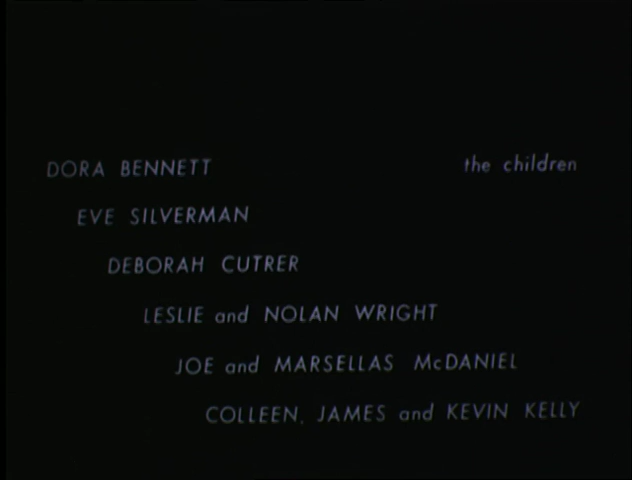 DORA BENNETT the children
EVE SILVERMAN
DEBORAH CUTRER
LESLIE and NOLAN WRIGHT
JOE and MARSELLAS McDANIEL
COLLEEN, JAMES and KEVIN KELLY